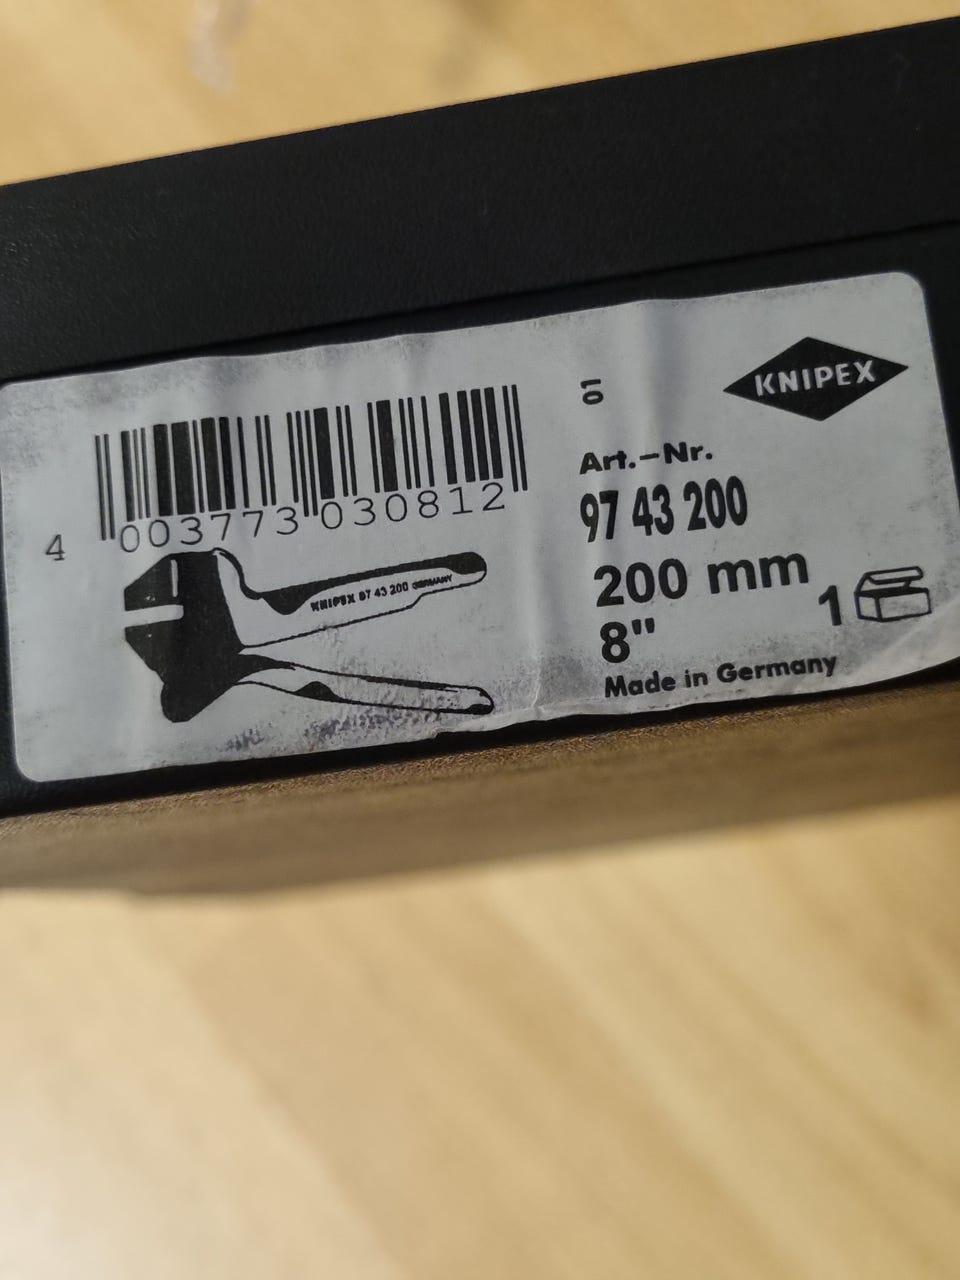 KNIPEX
01
Art.-Nr.
97 43 200
200 mm
8"
1
Made in Germany
4 003773 030812
KNIPEX 97 43 200 GERMANY